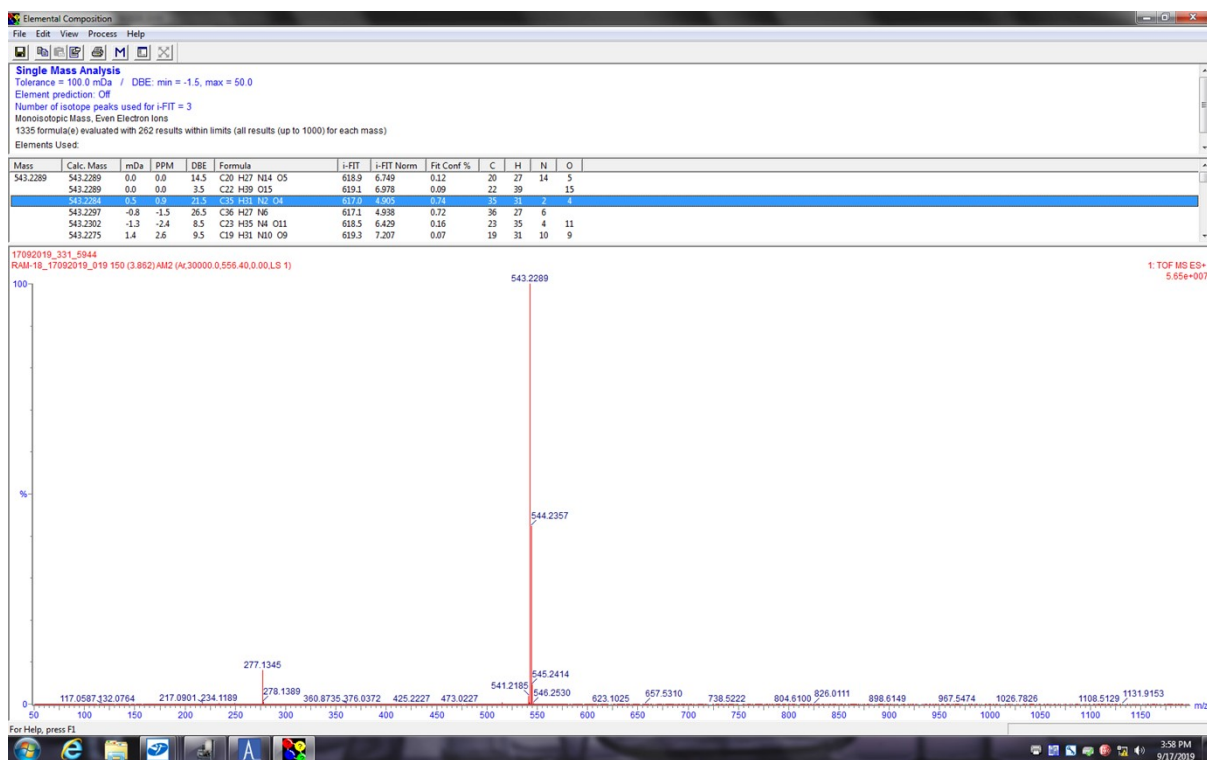 Elemental Composition
File Edit View Process Help
M
Single Mass Analysis
Tolerance = 100.0 mDa / DBE: min = -1.5, max = 50.0
Element prediction: Off
Number of isotope peaks used for i-FIT = 3
Monoisotopic Mass, Even Electron Ions
1335 formula(e) evaluated with 262 results within limits (all results (up to 1000) for each mass)
Elements Used:
Mass Calc. Mass mDa PPM DBE Formula i-FIT i-FIT Norm Fit Conf % C H N O
543.2289 543.2289 0.0 0.0 14.5 C20 H27 N14 O5 618.9 6.749 0.12 20 27 14 5
543.2289 0.0 0.0 3.5 C22 H39 O15 619.1 6.978 0.09 22 39 15
543.2284 0.5 0.9 21.5 C35 H31 N2 O4 617.0 4.905 0.74 35 31 2 4
543.2297 -0.8 -1.5 26.5 C36 H27 N6 617.1 4.938 0.72 36 27 6
543.2302 -1.3 -2.4 8.5 C23 H35 N4 O11 618.5 6.429 0.16 23 35 4 11
543.2275 1.4 2.6 9.5 C19 H31 N10 O9 619.3 7.207 0.07 19 31 10 9
17092019_331_5944
RAM-18_17092019_019 150 (3.862) AM2 (Ar,30000.0,556.40,0.00,LS 1)
1: TOF MS ES+
5.65e+007
100
543.2289
%
544.2357
277.1345
545.2414
541.2185
546.2530
278.1389
117.0587 132.0764 217.0901 234.1189 360.8735 376.0372 425.2227 473.0227 623.1025 657.5310 738.5222 804.6100 826.0111 898.6149 967.5474 1026.7826 1108.5129 1131.9153
0
m/z
50 100 150 200 250 300 350 400 450 500 550 600 650 700 750 800 850 900 950 1000 1050 1100 1150
For Help, press F1
3:58 PM
9/17/2019